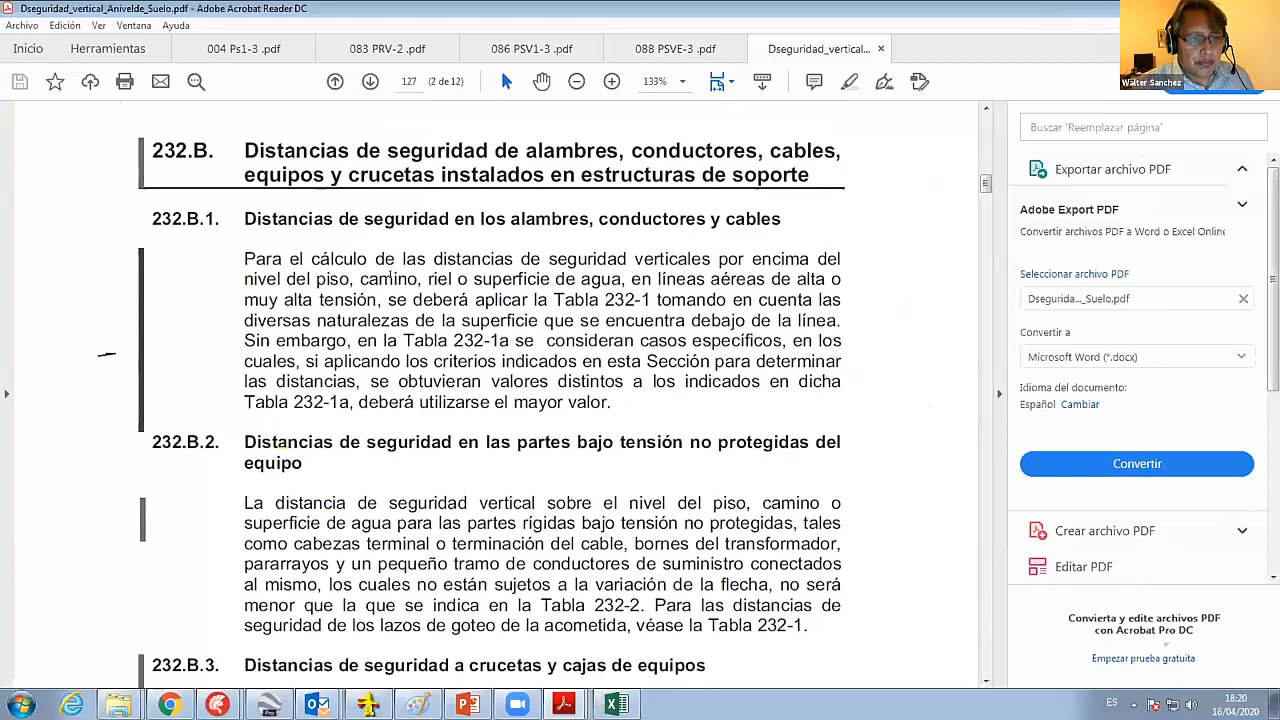 Dseguridad_vertical_Anivelde_Suelo.pdf - Adobe Acrobat Reader DC
Archivo Edición Ver Ventana Ayuda
Inicio Herramientas 004 Ps1-3 .pdf 083 PRV-2 .pdf 086 PSV1-3 .pdf 088 PSVE-3 .pdf Dseguridad_vertical... ×
127 (2 de 12) 133%
Walter Sanchez
232.B. Distancias de seguridad de alambres, conductores, cables,
equipos y crucetas instalados en estructuras de soporte
232.B.1. Distancias de seguridad en los alambres, conductores y cables
Para el cálculo de las distancias de seguridad verticales por encima del
nivel del piso, camino, riel o superficie de agua, en líneas aéreas de alta o
muy alta tensión, se deberá aplicar la Tabla 232-1 tomando en cuenta las
diversas naturalezas de la superficie que se encuentra debajo de la línea.
Sin embargo, en la Tabla 232-1a se consideran casos específicos, en los
cuales, si aplicando los criterios indicados en esta Sección para determinar
las distancias, se obtuvieran valores distintos a los indicados en dicha
Tabla 232-1a, deberá utilizarse el mayor valor.
232.B.2. Distancias de seguridad en las partes bajo tensión no protegidas del
equipo
La distancia de seguridad vertical sobre el nivel del piso, camino o
superficie de agua para las partes rígidas bajo tensión no protegidas, tales
como cabezas terminal o terminación del cable, bornes del transformador,
pararrayos y un pequeño tramo de conductores de suministro conectados
al mismo, los cuales no están sujetos a la variación de la flecha, no será
menor que la que se indica en la Tabla 232-2. Para las distancias de
seguridad de los lazos de goteo de la acometida, véase la Tabla 232-1.
232.B.3. Distancias de seguridad a crucetas y cajas de equipos
Buscar 'Reemplazar página'
Exportar archivo PDF
Adobe Export PDF
Convertir archivos PDF a Word o Excel Online
Seleccionar archivo PDF
Dsegurida..._Suelo.pdf
Convertir a
Microsoft Word (*.docx)
Idioma del documento:
Español Cambiar
Convertir
Crear archivo PDF
Editar PDF
Convierta y edite archivos PDF
con Acrobat Pro DC
Empezar prueba gratuita
ES 18:20
16/04/2020